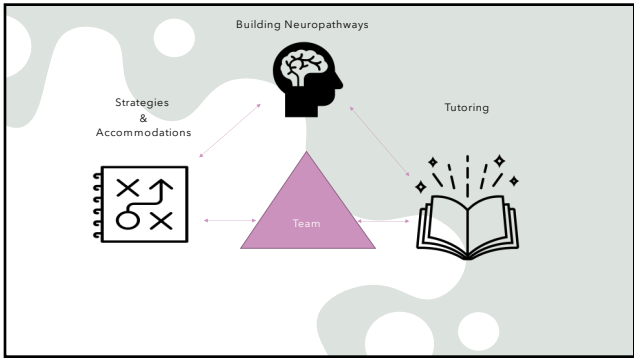 Building Neuropathways
Strategies
&
Accommodations
Tutoring
Team